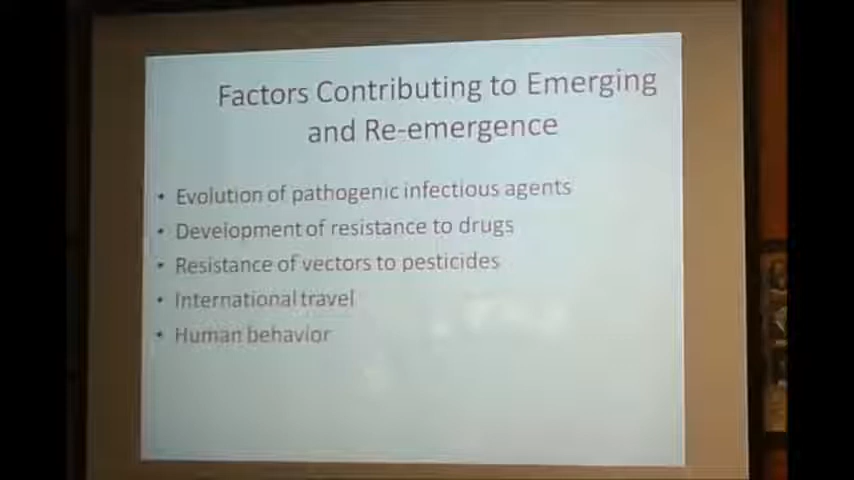 Factors Contributing to Emerging
and Re-emergence
• Evolution of pathogenic infectious agents
• Development of resistance to drugs
• Resistance of vectors to pesticides
• International travel
• Human behavior